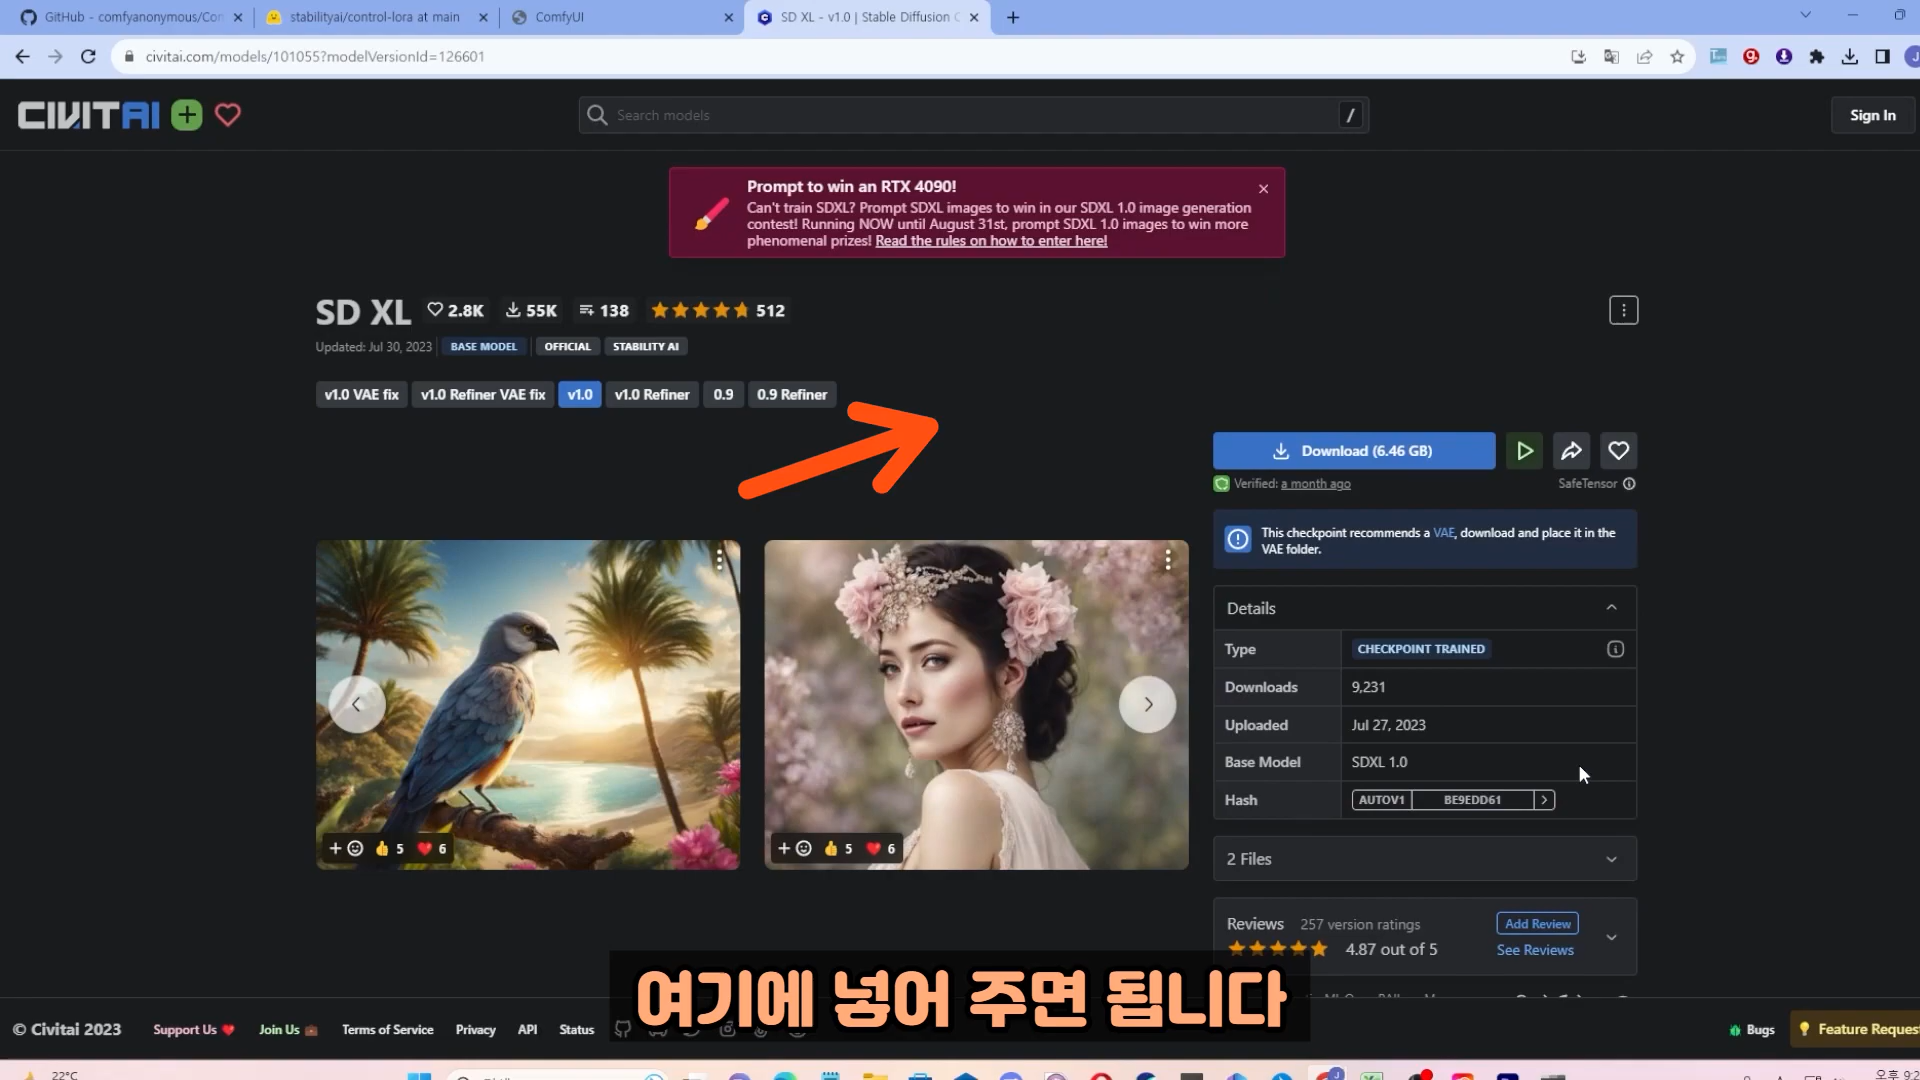 GitHub - comfyanonymous/Con
stabilityai/control-lora at main
ComfyUI
SD XL - v1.0 | Stable Diffusion C
civitai.com/models/101055?modelVersionId=126601
CIVITAI
Search models
/
Sign In
Prompt to win an RTX 4090!
Can't train SDXL? Prompt SDXL images to win in our SDXL 1.0 image generation
contest! Running NOW until August 31st, prompt SDXL 1.0 images to win more
phenomenal prizes! Read the rules on how to enter here!
SD XL 2.8K 55K 138 512
Updated: Jul 30, 2023 BASE MODEL OFFICIAL STABILITY AI
v1.0 VAE fix v1.0 Refiner VAE fix v1.0 v1.0 Refiner 0.9 0.9 Refiner
Download (6.46 GB)
Verified: a month ago
SafeTensor
This checkpoint recommends a VAE, download and place it in the
VAE folder.
Details
Type CHECKPOINT TRAINED
Downloads 9,231
Uploaded Jul 27, 2023
Base Model SDXL 1.0
Hash AUTOV1 BE9EDD61
5 6
5 6
2 Files
Reviews 257 version ratings
Add Review
4.87 out of 5
See Reviews
여기에 넣어 주면 됩니다
© Civitai 2023
Support Us
Join Us
Terms of Service
Privacy
API
Status
Bugs
Feature Request
22°C
오후 9:2